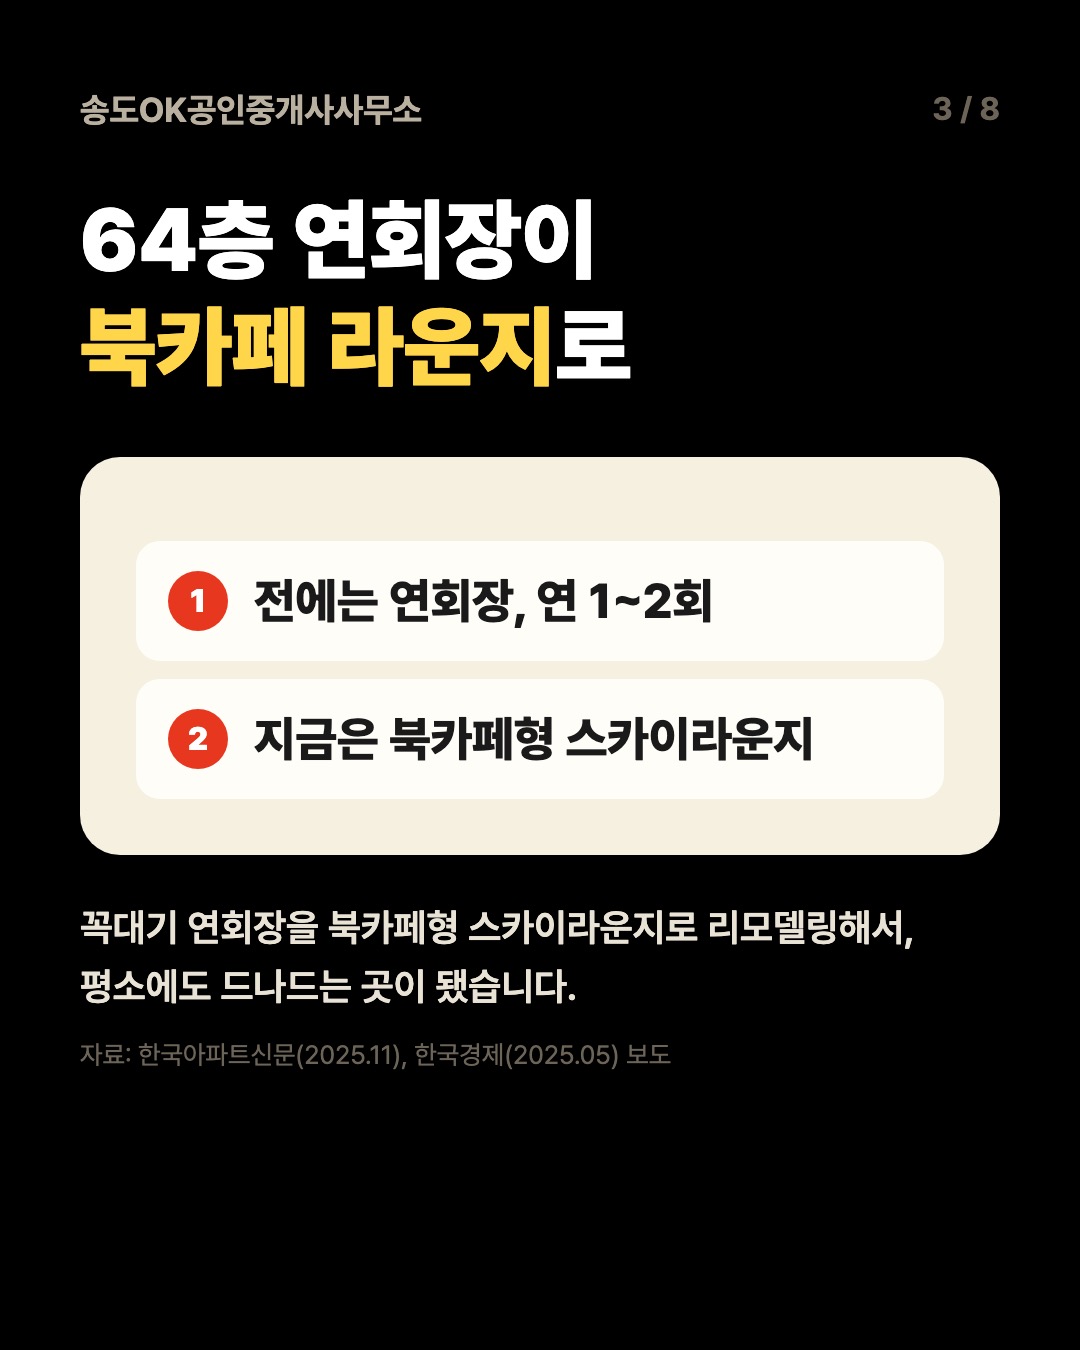 송도OK공인중개사사무소
3 / 8
64층 연회장이
북카페 라운지로
1 전에는 연회장, 연 1~2회
2 지금은 북카페형 스카이라운지
꼭대기 연회장을 북카페형 스카이라운지로 리모델링해서,
평소에도 드나드는 곳이 됐습니다.
자료: 한국아파트신문(2025.11), 한국경제(2025.05) 보도